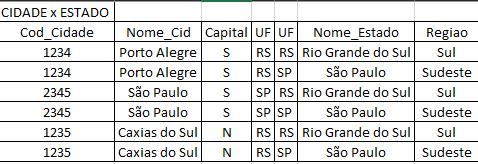 CIDADE x ESTADO
Cod_Cidade Nome_Cid Capital UF UF Nome_Estado Regiao
1234 Porto Alegre S RS RS Rio Grande do Sul Sul
1234 Porto Alegre S RS SP São Paulo Sudeste
2345 São Paulo S SP RS Rio Grande do Sul Sul
2345 São Paulo S SP SP São Paulo Sudeste
1235 Caxias do Sul N RS RS Rio Grande do Sul Sul
1235 Caxias do Sul N RS SP São Paulo Sudeste